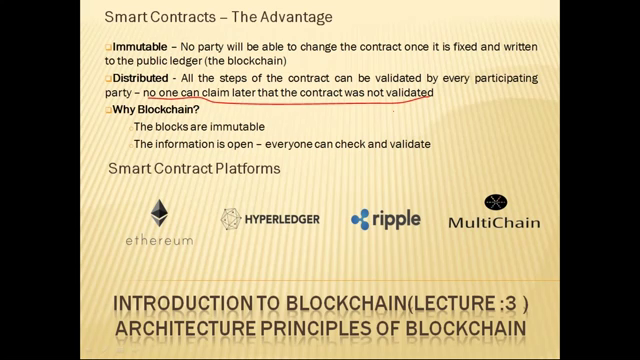 Smart Contracts – The Advantage
Immutable – No party will be able to change the contract once it is fixed and written
to the public ledger (the blockchain)
Distributed - All the steps of the contract can be validated by every participating
party – no one can claim later that the contract was not validated
Why Blockchain?
The blocks are immutable
The information is open – everyone can check and validate
Smart Contract Platforms
ethereum
HYPERLEDGER
ripple
MultiChain
INTRODUCTION TO BLOCKCHAIN(LECTURE :3 )
ARCHITECTURE PRINCIPLES OF BLOCKCHAIN